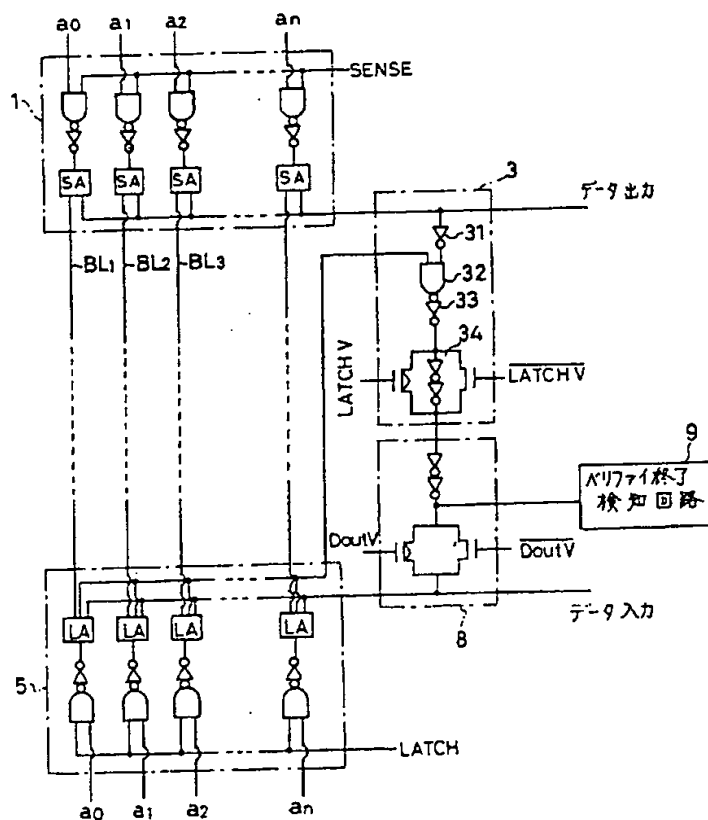 a0 a1 a2 an
SENSE
1
SA SA SA SA
3
データ出力
31
BL1 BL2 BL3
32
33
34
LATCH V
LATCHV
9
ベリファイ終了
検知回路
DoutV
DoutV
データ入力
8
LA LA LA LA
5
LATCH
a0 a1 a2 an